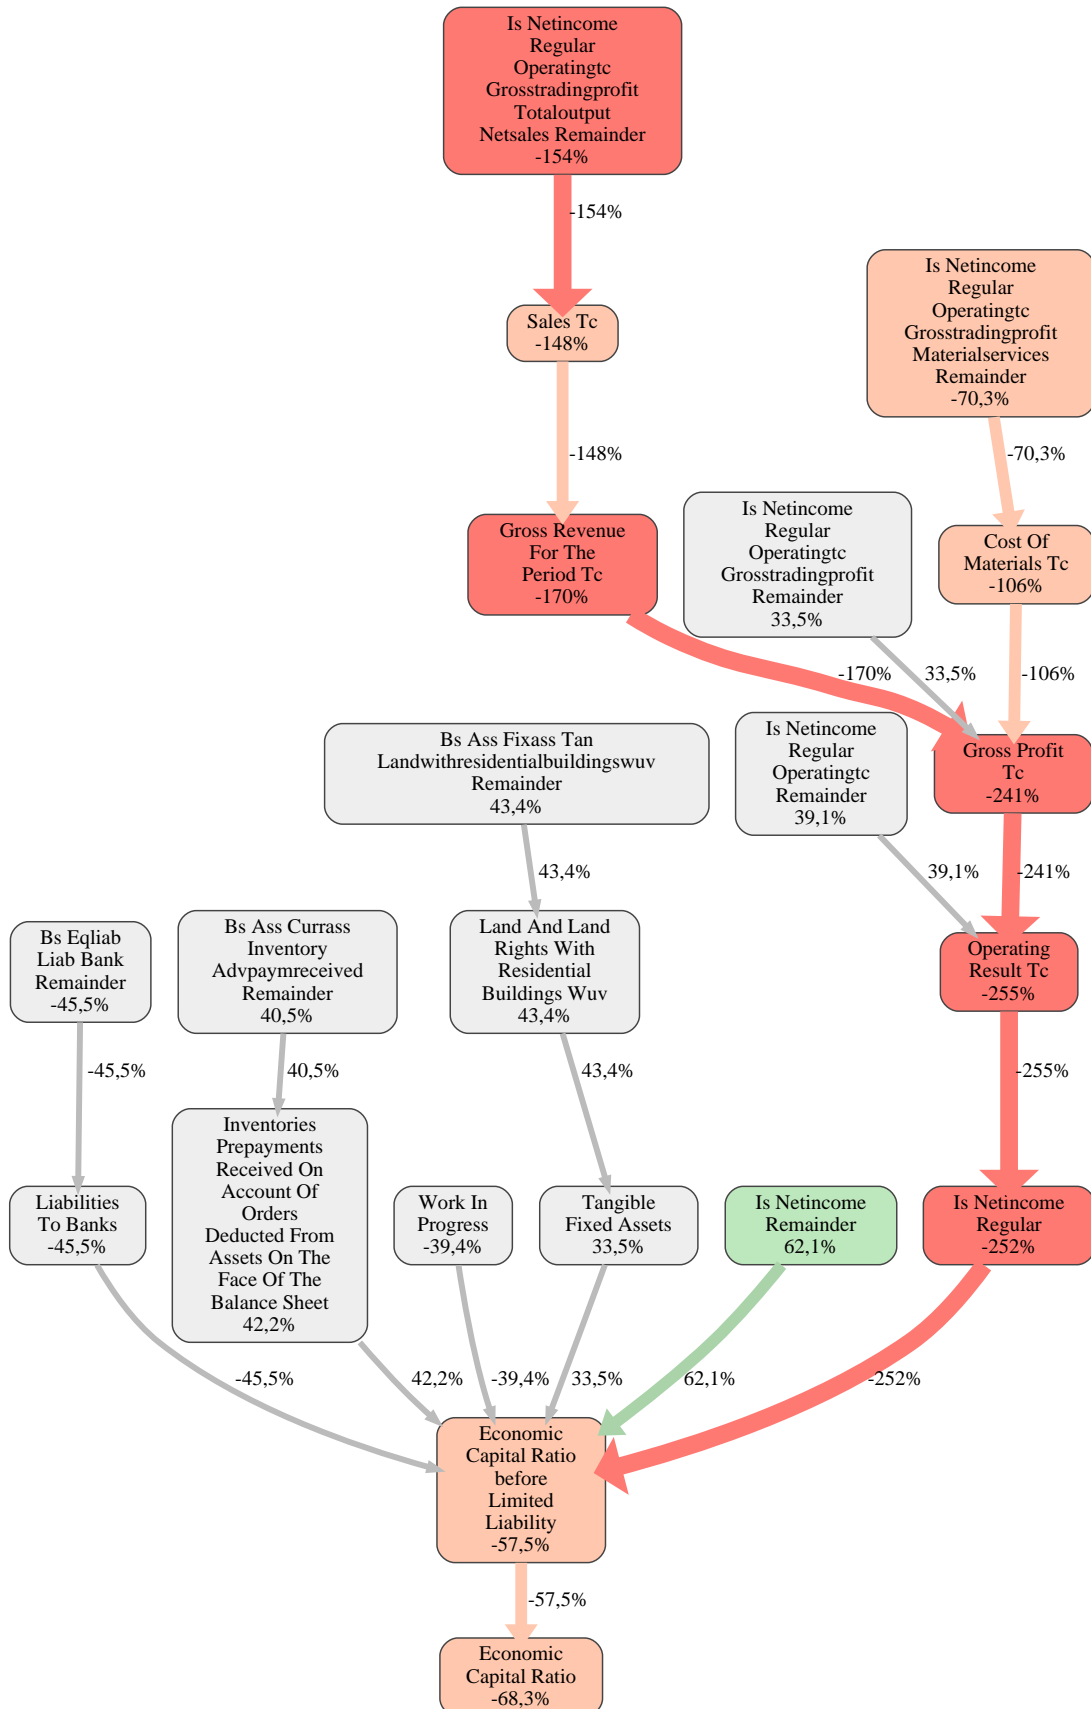 Is Netincome
Regular
Operatingtc
Grosstradingprofit
Totaloutput
Netsales Remainder
-154%
-154%
Is Netincome
Regular
Operatingtc
Grosstradingprofit
Materialservices
Remainder
-70,3%
Sales Tc
-148%
-148%
-70,3%
Is Netincome
Regular
Operatingtc
Grosstradingprofit
Remainder
33,5%
Gross Revenue
For The
Period Tc
-170%
Cost Of
Materials Tc
-106%
-170%
33,5%
-106%
Bs Ass Fixass Tan
Landwithresidentialbuildingswuv
Remainder
43,4%
Is Netincome
Regular
Operatingtc
Remainder
39,1%
Gross Profit
Tc
-241%
43,4%
39,1%
-241%
Bs Eqliab
Liab Bank
Remainder
-45,5%
Bs Ass Currass
Inventory
Advpaymreceived
Remainder
40,5%
Land And Land
Rights With
Residential
Buildings Wuv
43,4%
Operating
Result Tc
-255%
-45,5%
40,5%
43,4%
-255%
Inventories
Prepayments
Received On
Account Of
Orders
Deducted From
Assets On The
Face Of The
Balance Sheet
42,2%
Liabilities
To Banks
-45,5%
Work In
Progress
-39,4%
Tangible
Fixed Assets
33,5%
Is Netincome
Remainder
62,1%
Is Netincome
Regular
-252%
-45,5%
42,2%
-39,4%
33,5%
62,1%
-252%
Economic
Capital Ratio
before
Limited
Liability
-57,5%
-57,5%
Economic
Capital Ratio
-68,3%